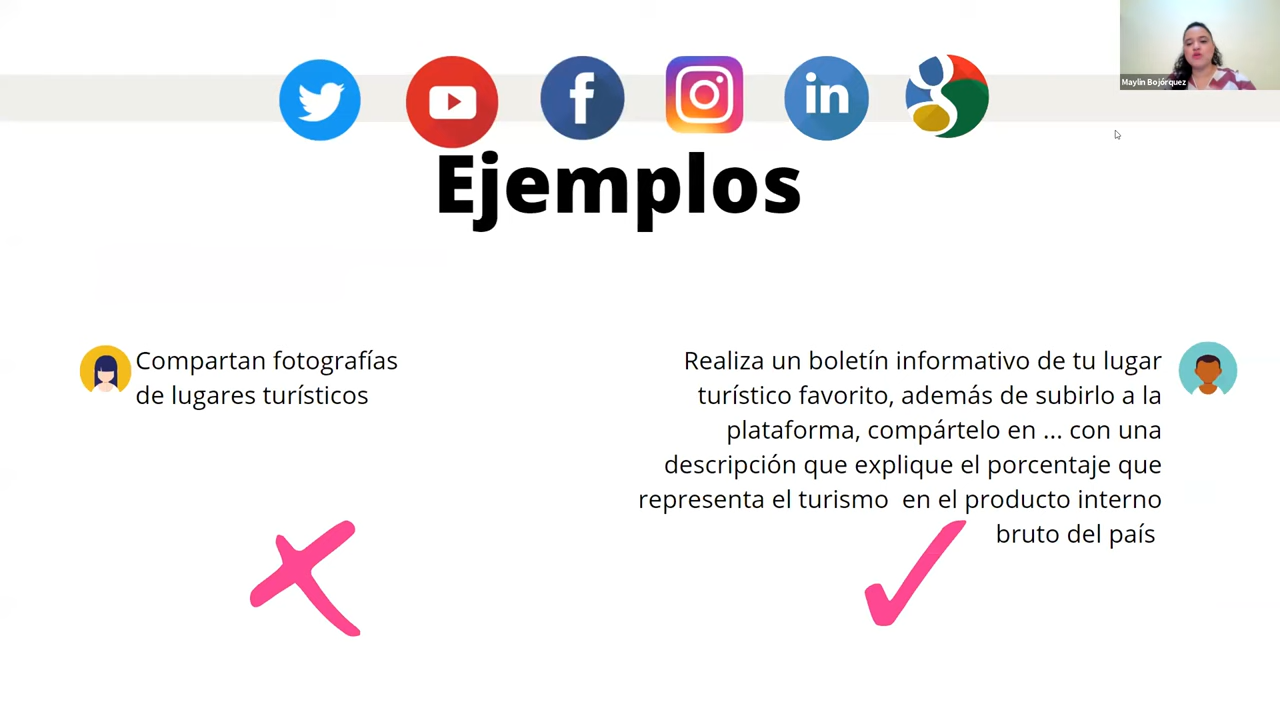 Maylin Bojórquez
f
in
g
Ejemplos
Compartan fotografías
de lugares turísticos
Realiza un boletín informativo de tu lugar
turístico favorito, además de subirlo a la
plataforma, compártelo en ... con una
descripción que explique el porcentaje que
representa el turismo en el producto interno
bruto del país